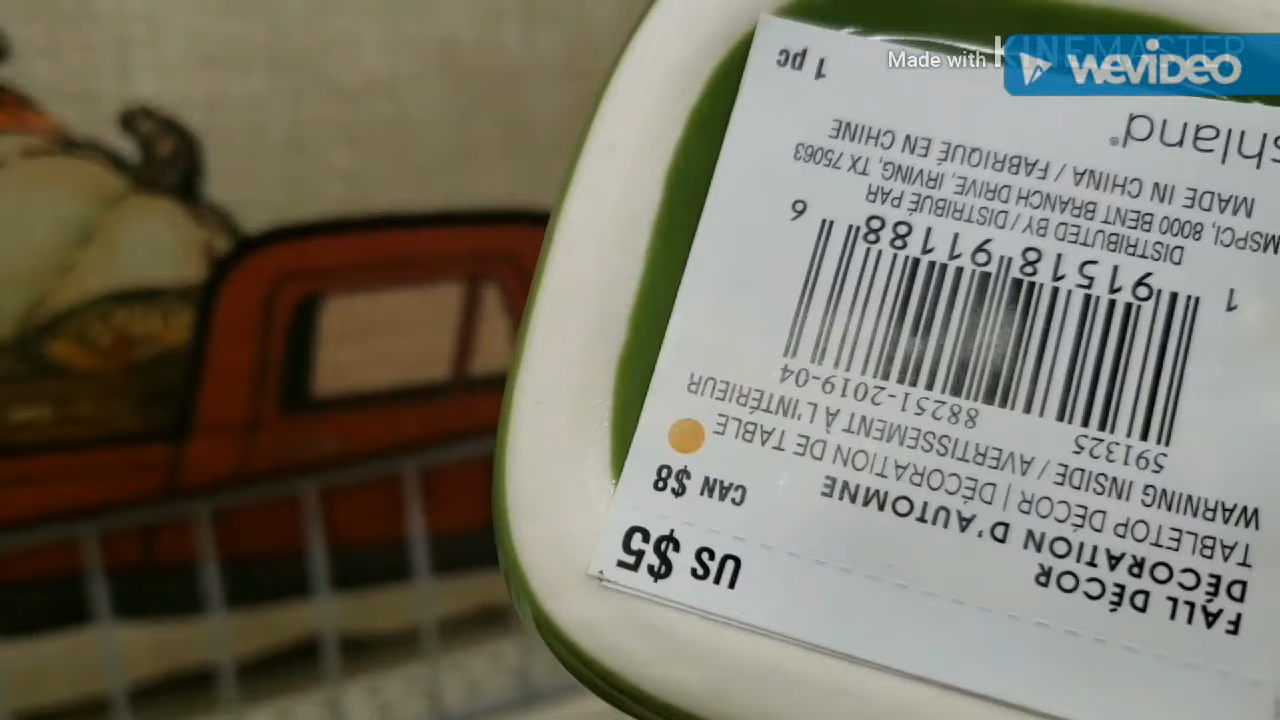 Made with KINEMASTER
WeVideo
FALL DÉCOR
DÉCORATION D'AUTOMNE
TABLETOP DÉCOR | DÉCORATION DE TABLE
WARNING INSIDE / AVERTISSEMENT À L'INTÉRIEUR
US $5
CAN $8
591325
88251-2019-04
1 91518 91188 6
DISTRIBUTED BY / DISTRIBUÉ PAR
MSPCI, 8000 BENT BRANCH DRIVE, IRVING, TX 75063
MADE IN CHINA / FABRIQUÉ EN CHINE
shland®
1 pc